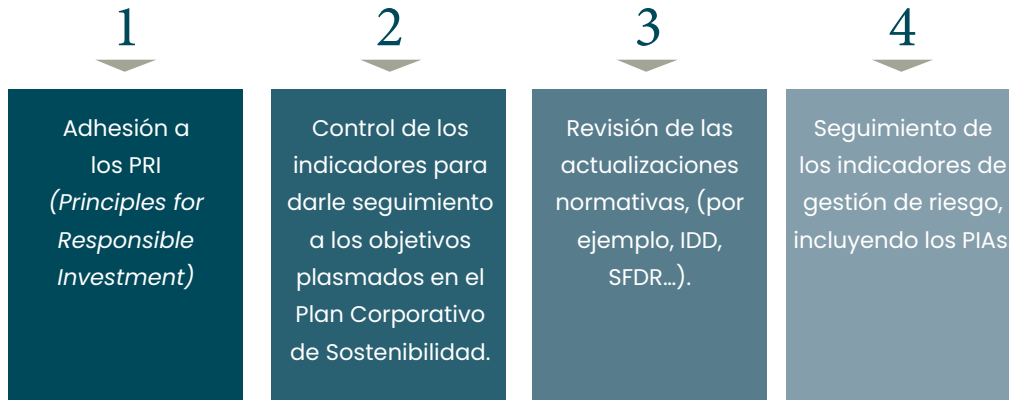 1
Adhesión a
los PRI
(Principles for
Responsible
Investment)
2
Control de los
indicadores para
darle seguimiento
a los objetivos
plasmados en el
Plan Corporativo
de Sostenibilidad.
3
Revisión de las
actualizaciones
normativas, (por
ejemplo, IDD,
SFDR...).
4
Seguimiento de
los indicadores de
gestión de riesgo,
incluyendo los PIAs